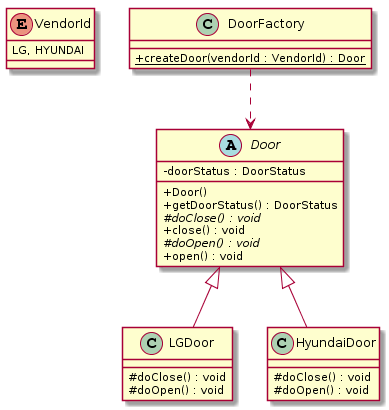 E VendorId
LG, HYUNDAI
C DoorFactory
+createDoor(vendorId : VendorId) : Door
A Door
-doorStatus : DoorStatus
+Door()
+getDoorStatus() : DoorStatus
#doClose() : void
+close() : void
#doOpen() : void
+open() : void
C LGDoor
#doClose() : void
#doOpen() : void
C HyundaiDoor
#doClose() : void
#doOpen() : void